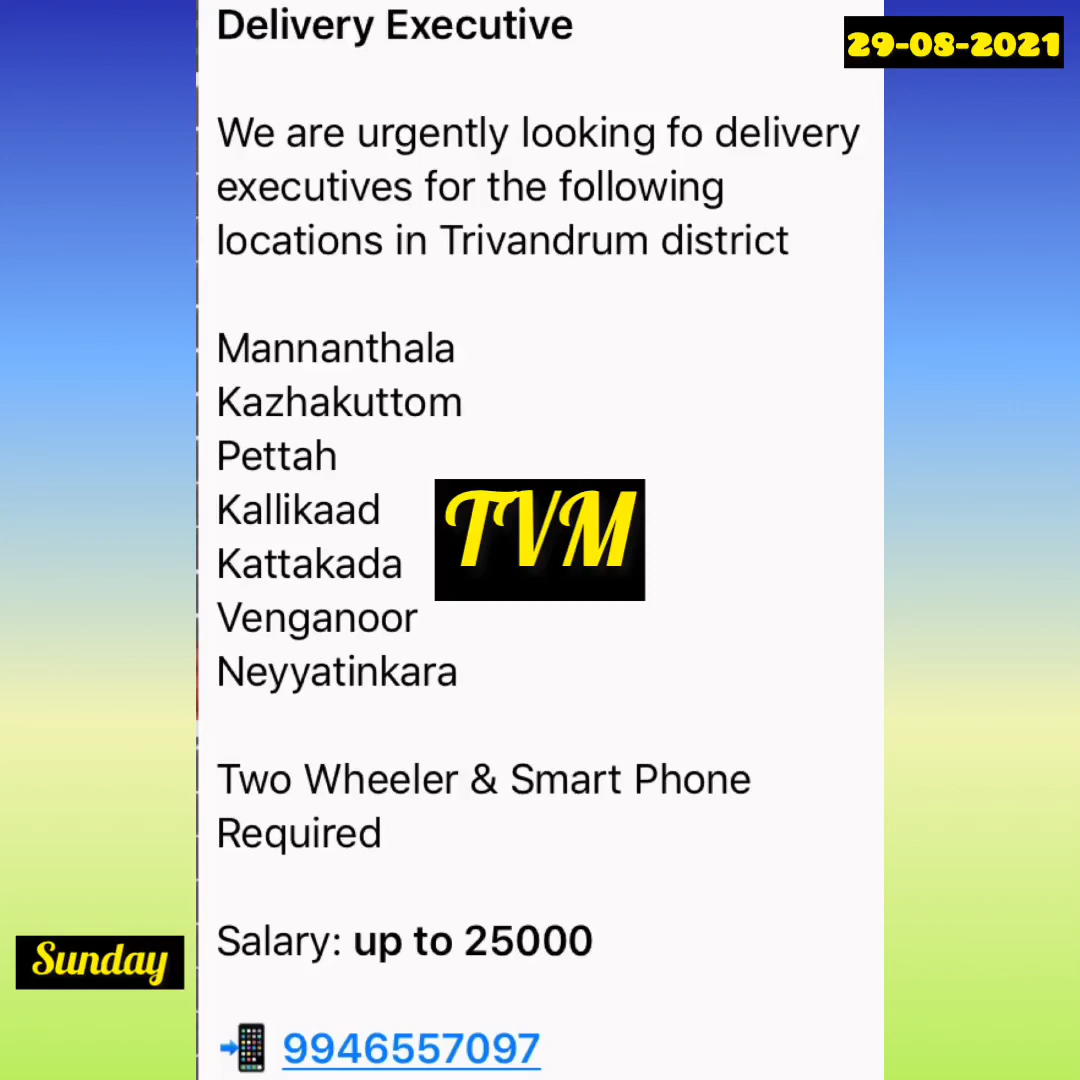 Delivery Executive
29-08-2021
We are urgently looking fo delivery
executives for the following
locations in Trivandrum district
Mannanthala
Kazhakuttom
Pettah
Kallikaad
TVM
Kattakada
Venganoor
Neyyatinkara
Two Wheeler & Smart Phone
Required
Salary: up to 25000
Sunday
9946557097